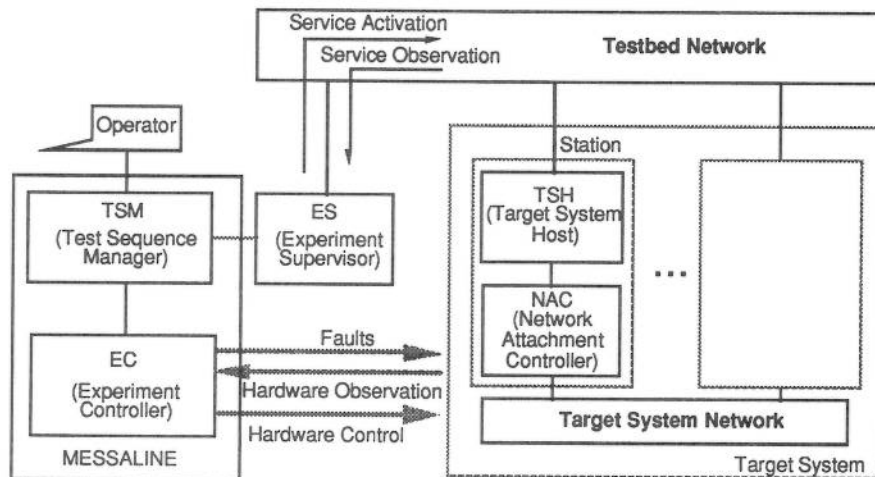 Service Activation
Service Observation
Testbed Network
Operator
Station
TSM
(Test Sequence
Manager)
ES
(Experiment
Supervisor)
TSH
(Target System
Host)
...
NAC
(Network
Attachment
Controller)
EC
(Experiment
Controller)
Faults
Hardware Observation
Hardware Control
Target System Network
MESSALINE
Target System